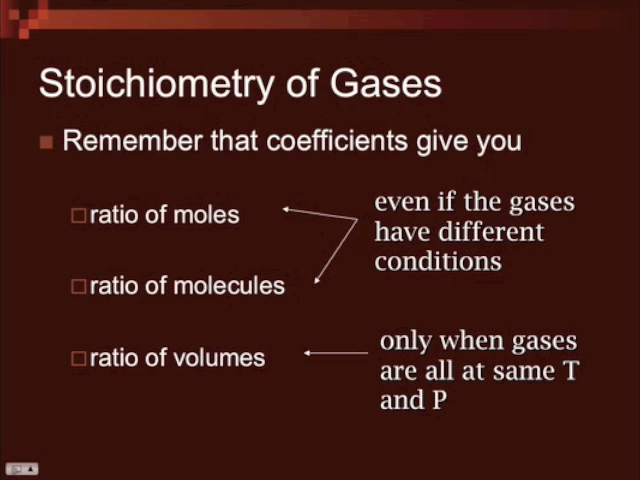 Stoichiometry of Gases
Remember that coefficients give you
ratio of moles
even if the gases
have different
conditions
ratio of molecules
ratio of volumes
only when gases
are all at same T
and P